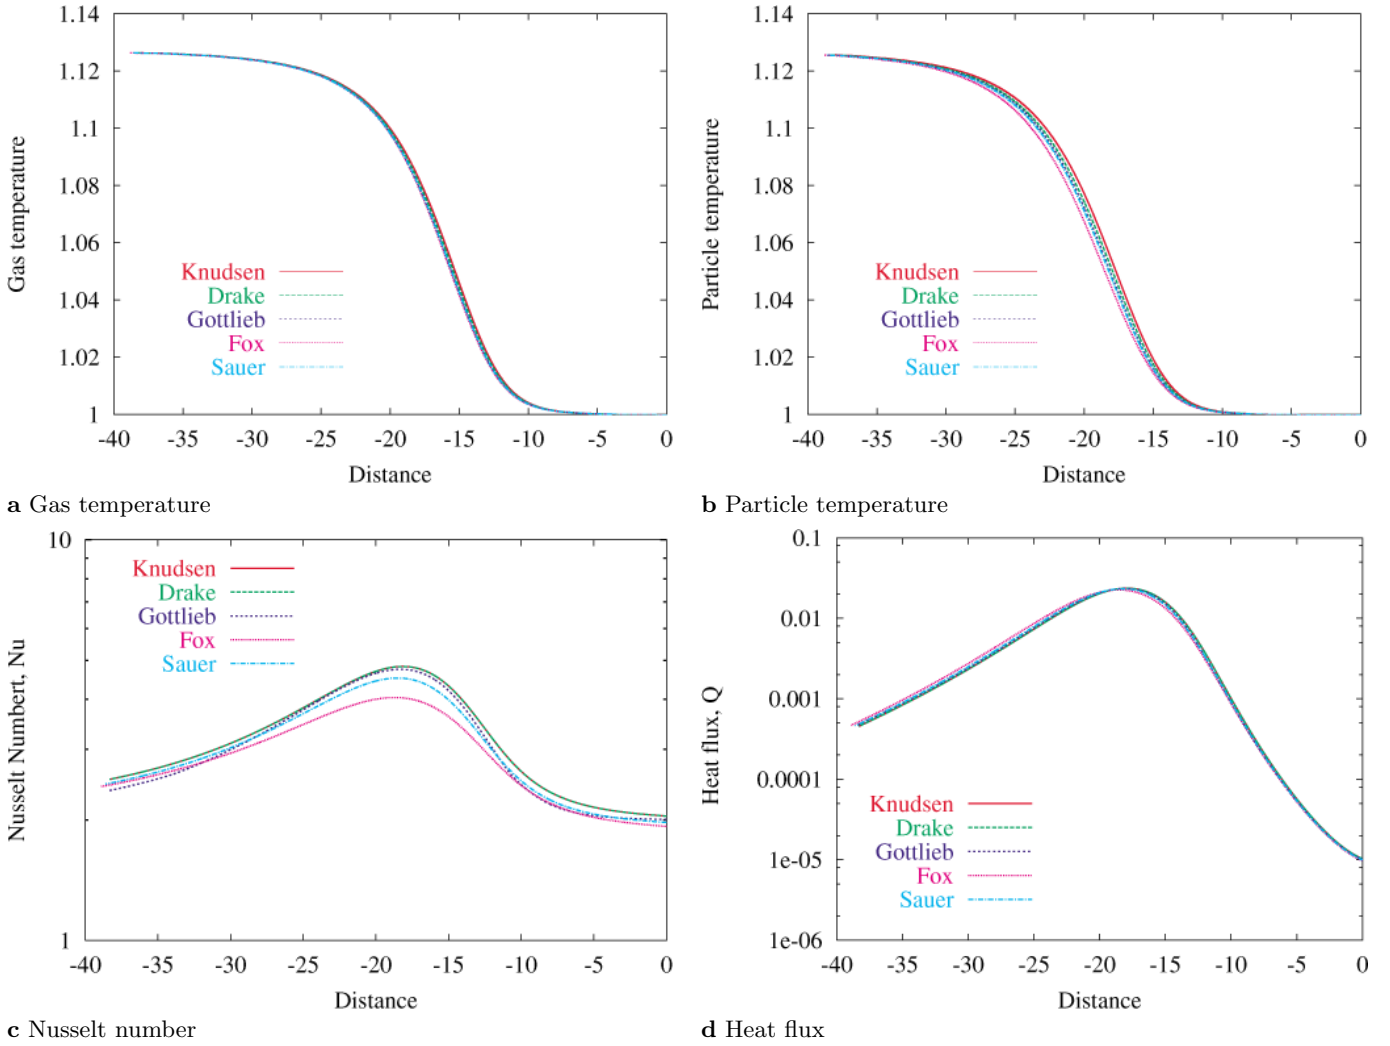 1.14
1.12
1.1
1.08
1.06
1.04
1.02
1
Gas temperature
Knudsen
Drake
Gottlieb
Fox
Sauer
-40 -35 -30 -25 -20 -15 -10 -5 0
Distance
a Gas temperature
1.14
1.12
1.1
1.08
1.06
1.04
1.02
1
Particle temperature
Knudsen
Drake
Gottlieb
Fox
Sauer
-40 -35 -30 -25 -20 -15 -10 -5 0
Distance
b Particle temperature
10
1
Nusselt Numbert, Nu
Knudsen
Drake
Gottlieb
Fox
Sauer
-40 -35 -30 -25 -20 -15 -10 -5 0
Distance
c Nusselt number
0.1
0.01
0.001
0.0001
1e-05
1e-06
Heat flux, Q
Knudsen
Drake
Gottlieb
Fox
Sauer
-40 -35 -30 -25 -20 -15 -10 -5 0
Distance
d Heat flux